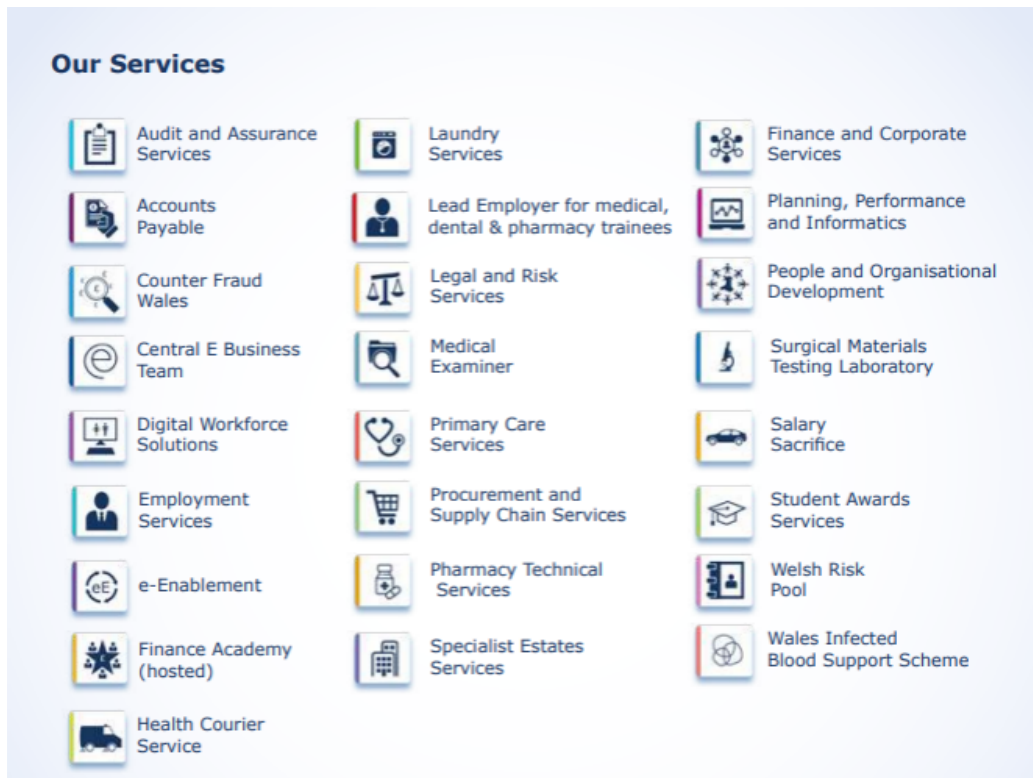 Our Services
Audit and Assurance
Services
Accounts
Payable
Counter Fraud
Wales
Central E Business
Team
Digital Workforce
Solutions
Employment
Services
eE
e-Enablement
Finance Academy
(hosted)
Health Courier
Service
Laundry
Services
Lead Employer for medical,
dental & pharmacy trainees
Legal and Risk
Services
Medical
Examiner
Primary Care
Services
Procurement and
Supply Chain Services
Pharmacy Technical
Services
Specialist Estates
Services
Finance and Corporate
Services
Planning, Performance
and Informatics
People and Organisational
Development
Surgical Materials
Testing Laboratory
Salary
Sacrifice
Student Awards
Services
Welsh Risk
Pool
Wales Infected
Blood Support Scheme